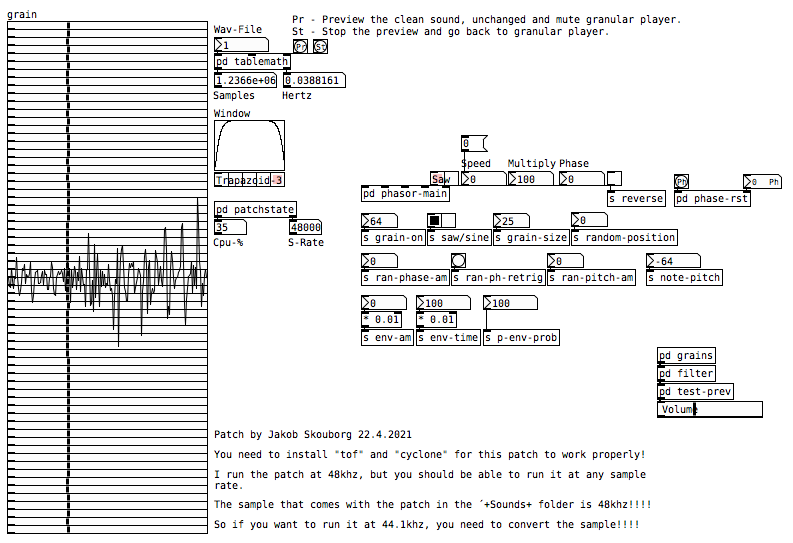 grain
Pr - Preview the clean sound, unchanged and mute granular player.
St - Stop the preview and go back to granular player.
Wav-File
1
Pr St
pd tablemath
1.2366e+06 0.0388161
Samples Hertz
Window
Trapazoid-3
pd patchstate
35 48000
Cpu-% S-Rate
0
Speed Multiply Phase
Saw 0 100 0
pd phasor-main
s reverse
Ph
0 Ph
pd phase-rst
64 25 0
s grain-on s saw/sine s grain-size s random-position
0 0 -64
s ran-phase-am s ran-ph-retrig s ran-pitch-am s note-pitch
0 100 100
* 0.01 * 0.01
s env-am s env-time s p-env-prob
pd grains
pd filter
pd test-prev
Volume
Patch by Jakob Skouborg 22.4.2021
You need to install "tof" and "cyclone" for this patch to work properly!
I run the patch at 48khz, but you should be able to run it at any sample
rate.
The sample that comes with the patch in the ´+Sounds+ folder is 48khz!!!!
So if you want to run it at 44.1khz, you need to convert the sample!!!!